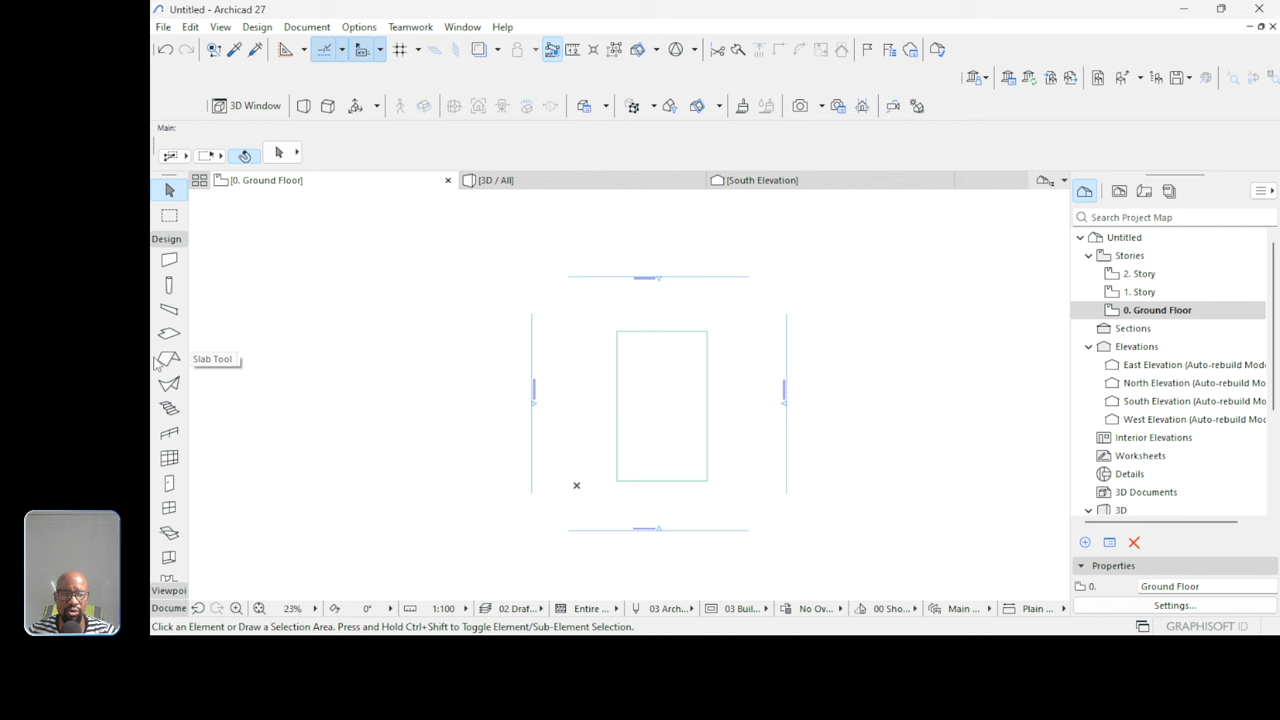 Untitled - Archicad 27
File Edit View Design Document Options Teamwork Window Help
3D Window
Main:
[0. Ground Floor]
[3D / All]
[South Elevation]
Design
Slab Tool
Viewpoi
Docume
Search Project Map
Untitled
Stories
2. Story
1. Story
0. Ground Floor
Sections
Elevations
East Elevation (Auto-rebuild Mode
North Elevation (Auto-rebuild Mo
South Elevation (Auto-rebuild Mo
West Elevation (Auto-rebuild Mod
Interior Elevations
Worksheets
Details
3D Documents
3D
Properties
0.
Ground Floor
Settings...
23%
0°
1:100
02 Draf...
Entire ...
03 Arch...
03 Buil...
No Ov...
00 Sho...
Main ...
Plain ...
Click an Element or Draw a Selection Area. Press and Hold Ctrl+Shift to Toggle Element/Sub-Element Selection.
GRAPHISOFT ID